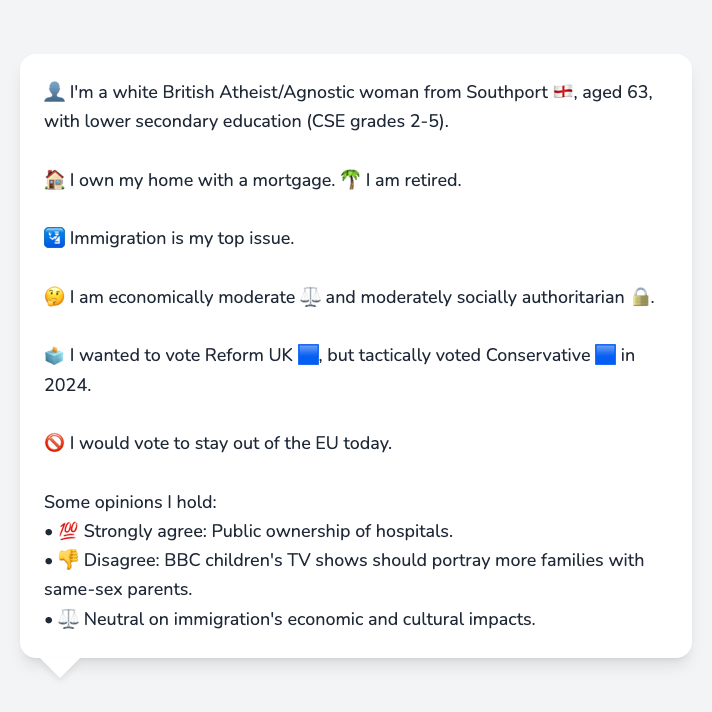 👤 I'm a white British Atheist/Agnostic woman from Southport 🏴󠁧󠁢󠁥󠁮󠁧󠁿, aged 63,
with lower secondary education (CSE grades 2-5).
🏠 I own my home with a mortgage. 🌴 I am retired.
🛂 Immigration is my top issue.
🤔 I am economically moderate ⚖️ and moderately socially authoritarian 🔒.
🗳️ I wanted to vote Reform UK 🟦, but tactically voted Conservative 🟦 in
2024.
🚫 I would vote to stay out of the EU today.
Some opinions I hold:
• 💯 Strongly agree: Public ownership of hospitals.
• 👎 Disagree: BBC children's TV shows should portray more families with
same-sex parents.
• ⚖️ Neutral on immigration's economic and cultural impacts.